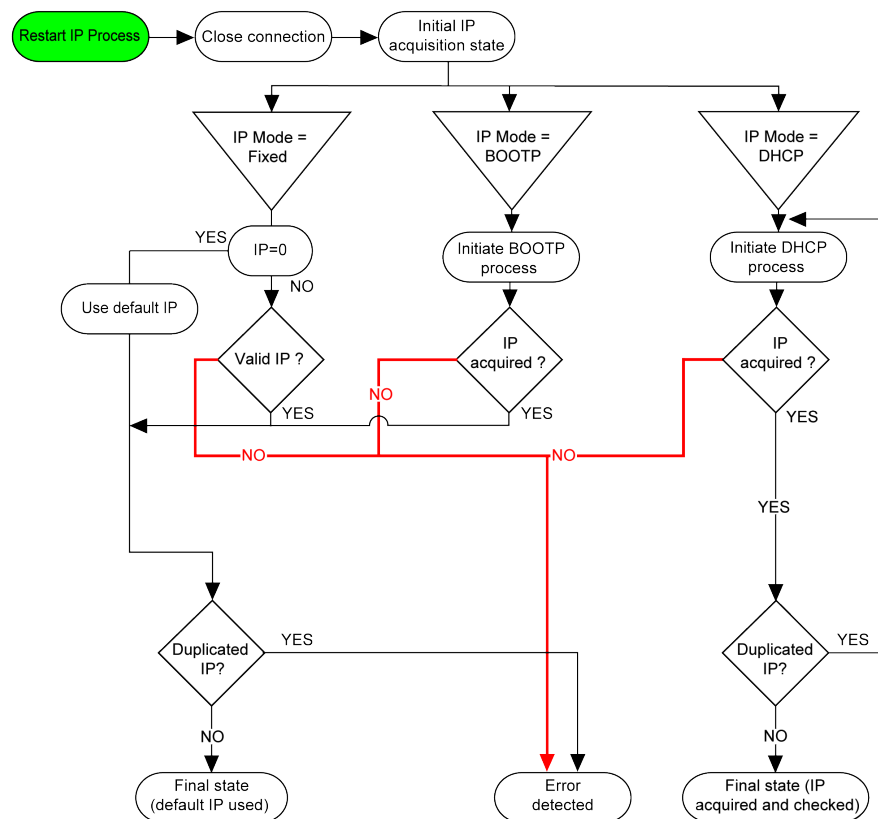 Restart IP Process
Close connection
Initial IP
acquisition state
IP Mode =
Fixed
IP Mode =
BOOTP
IP Mode =
DHCP
YES
IP=0
Initiate BOOTP
process
Initiate DHCP
process
NO
Use default IP
Valid IP ?
IP
acquired ?
IP
acquired ?
NO
YES
YES
YES
NO
NO
YES
Duplicated
IP?
YES
Duplicated
IP?
YES
NO
NO
Final state
(default IP used)
Error
detected
Final state (IP
acquired and checked)